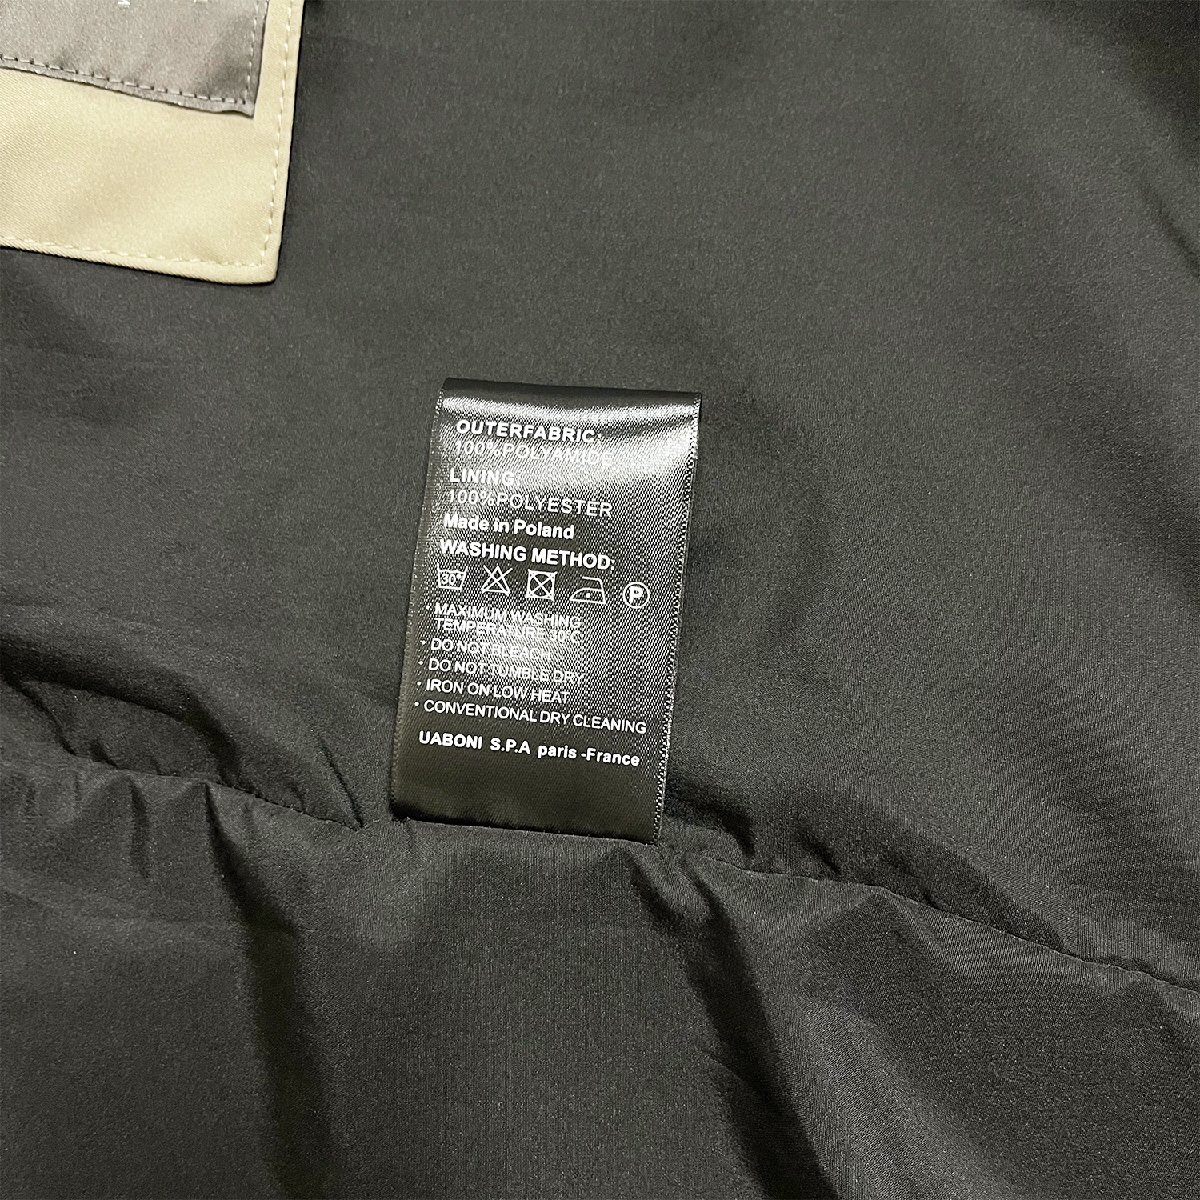 OUTERFABRIC:
100%POLYAMIDE
LINING:
100%POLYESTER
Made in Poland
WASHING METHOD:
30° P
· MAXIMUM WASHING
TEMPERATURE 30°C
· DO NOT BLEACH
· DO NOT TUMBLE DRY
· IRON ON LOW HEAT
· CONVENTIONAL DRY CLEANING
UABONI S.P.A paris -France